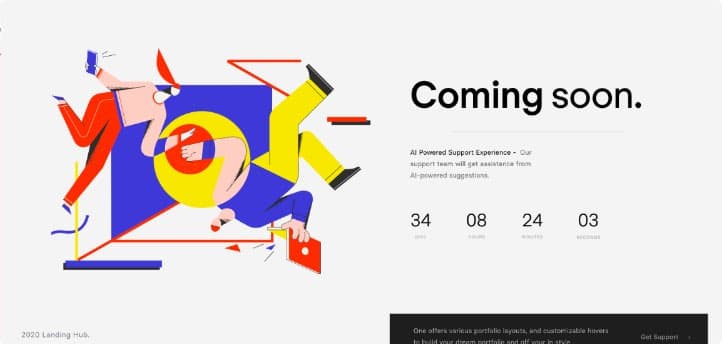 Coming soon.
AI Powered Support Experience - Our
support team will get assistance from
AI-powered suggestions.
34 08 24 03
DAYS HOURS MINUTES SECONDS
2020 Landing Hub.
One offers various portfolio layouts, and customizable hovers
to build your dream portfolio and off your in style
Get Support ›